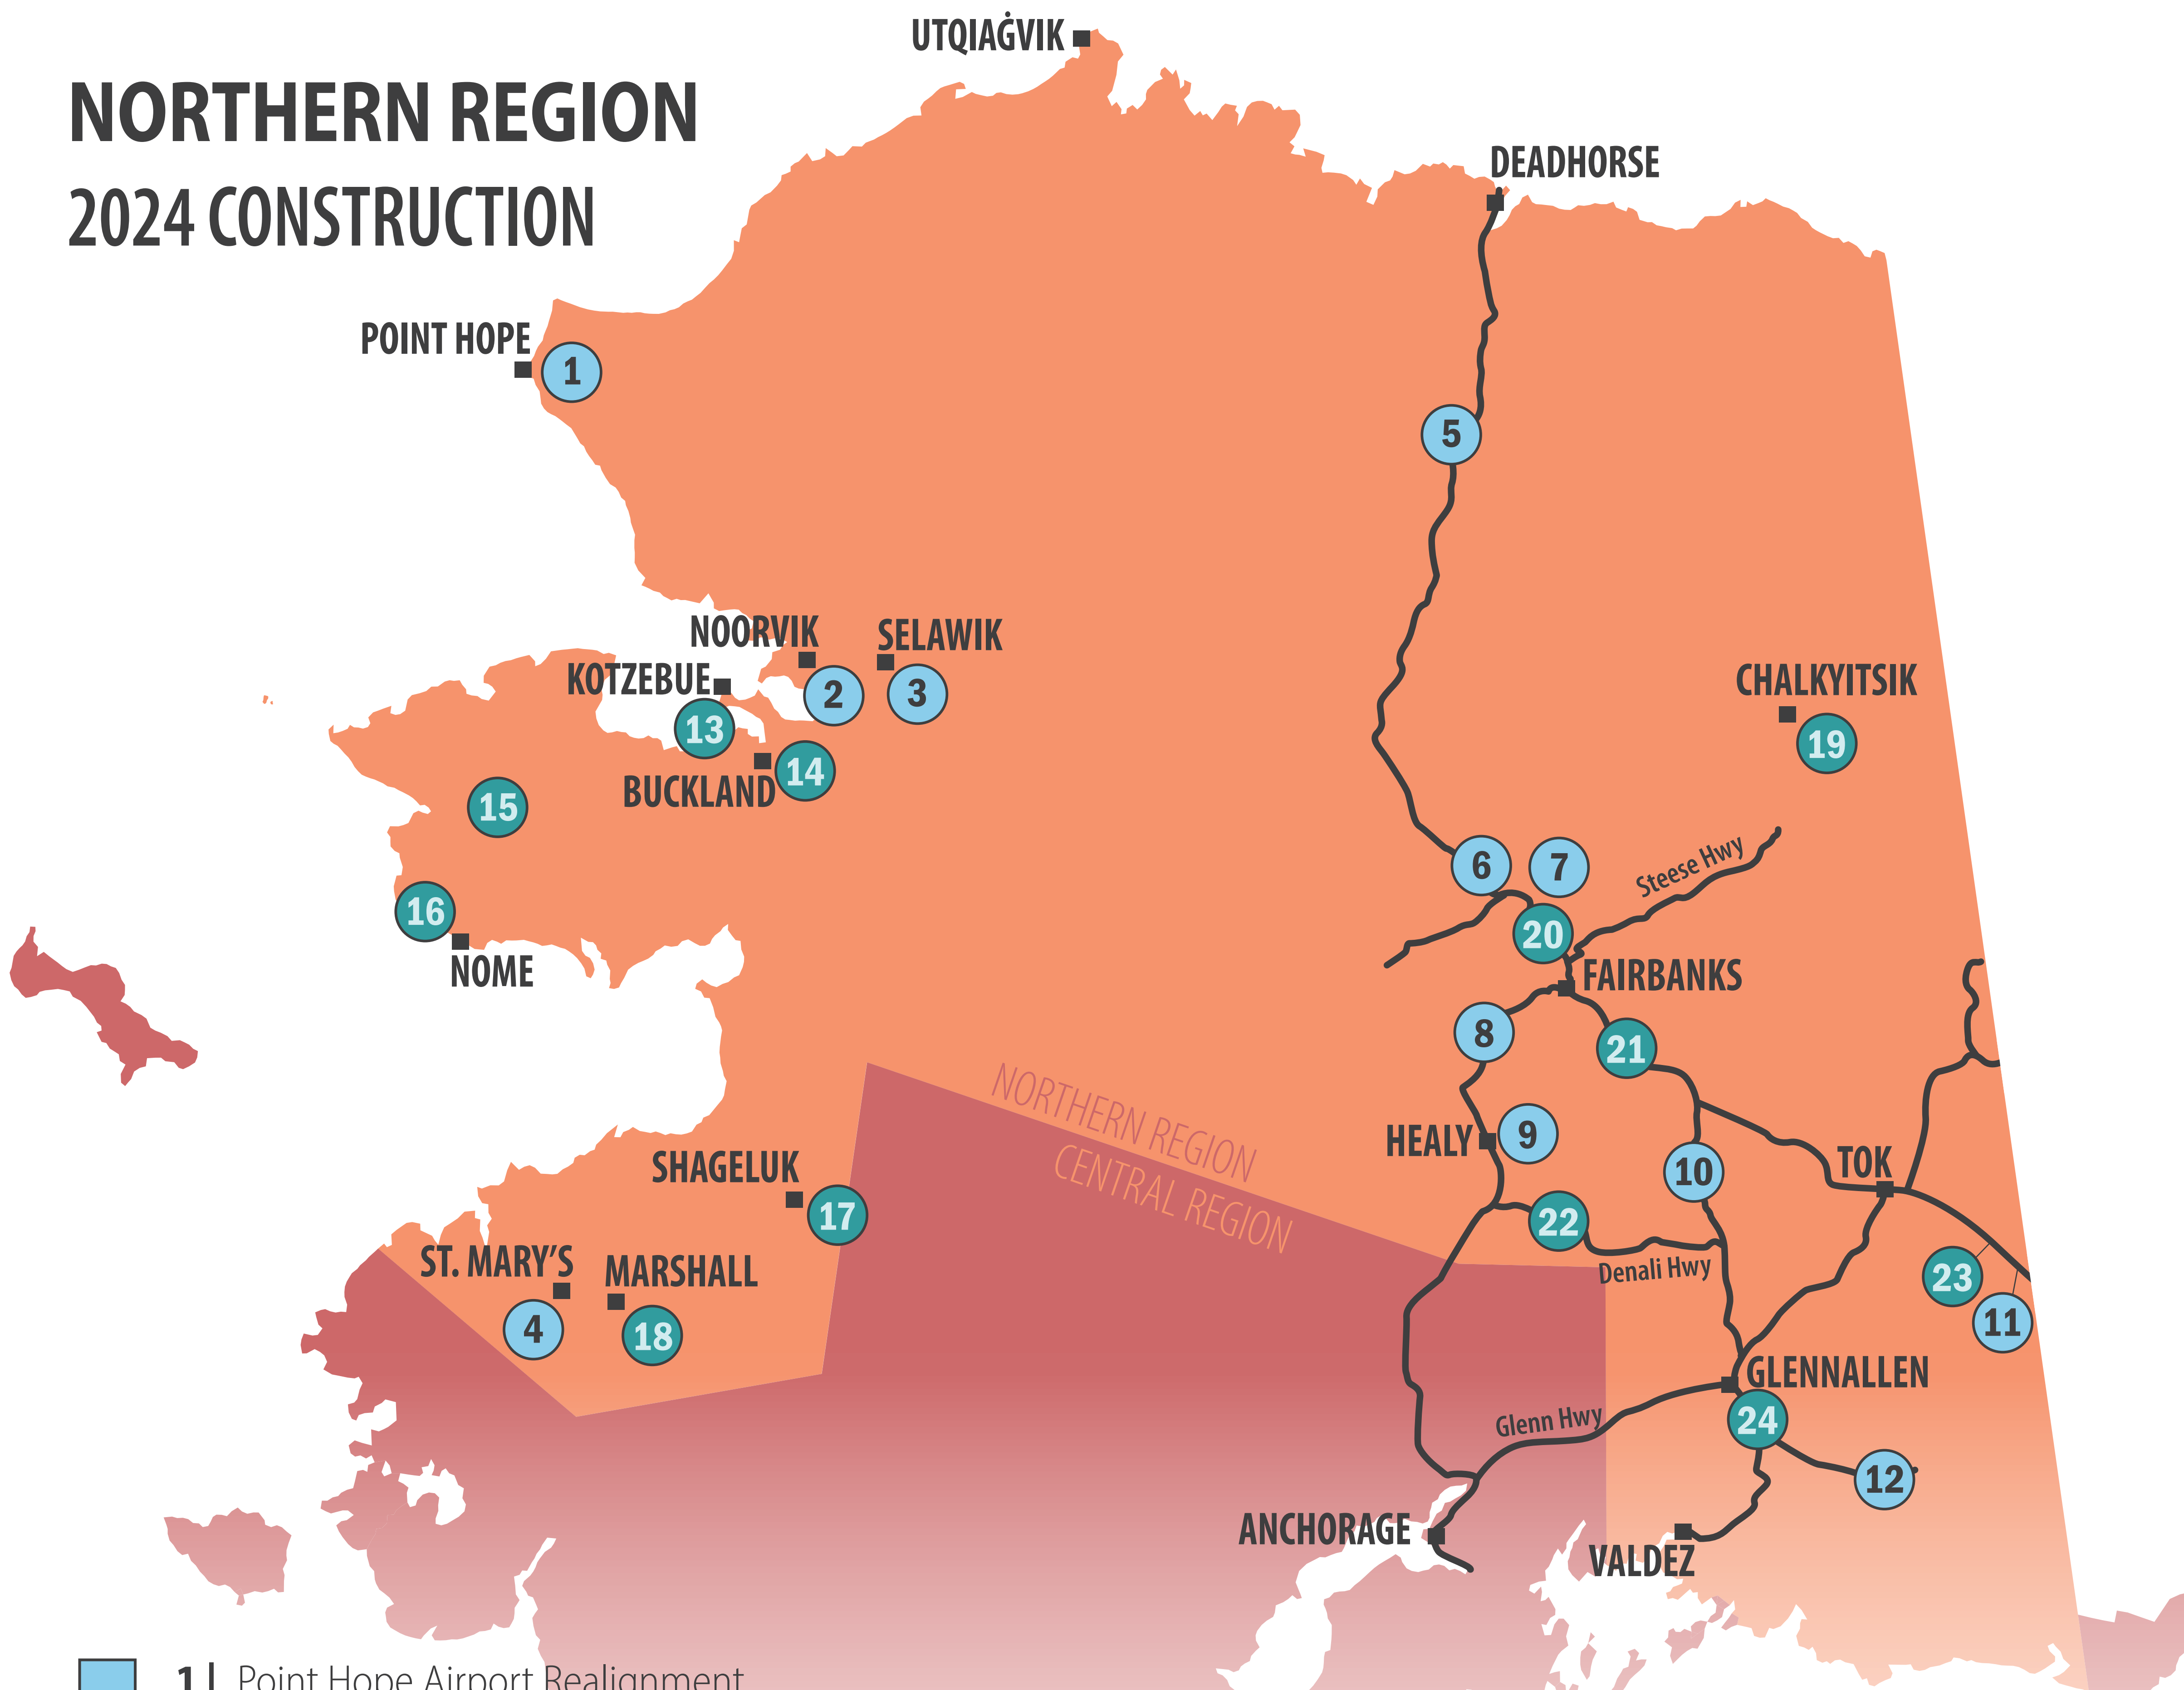 NORTHERN REGION
2024 CONSTRUCTION
UTQIAĠVIK
DEADHORSE
POINT HOPE
1
5
NOORVIK
SELAWIK
KOTZEBUE
2
3
13
CHALKYITSIK
19
BUCKLAND
14
15
6
7
Steese Hwy
16
20
NOME
FAIRBANKS
8
21
NORTHERN REGION
CENTRAL REGION
HEALY
9
10
TOK
SHAGELUK
17
22
Denali Hwy
23
11
ST. MARY'S
MARSHALL
4
18
GLENNALLEN
24
Glenn Hwy
12
ANCHORAGE
VALDEZ
1 | Point Hope Airport Realignment